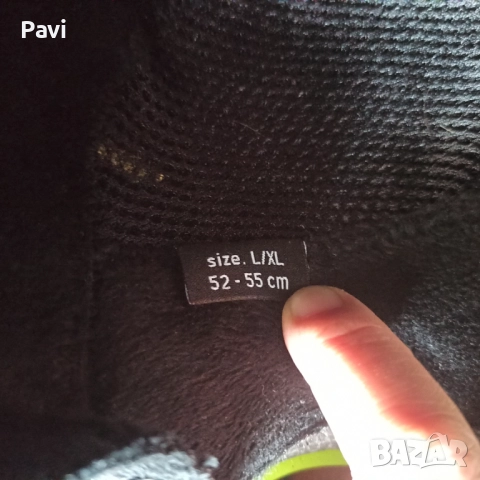 Pavi
size. L/XL
52 - 55 cm
BAZAR